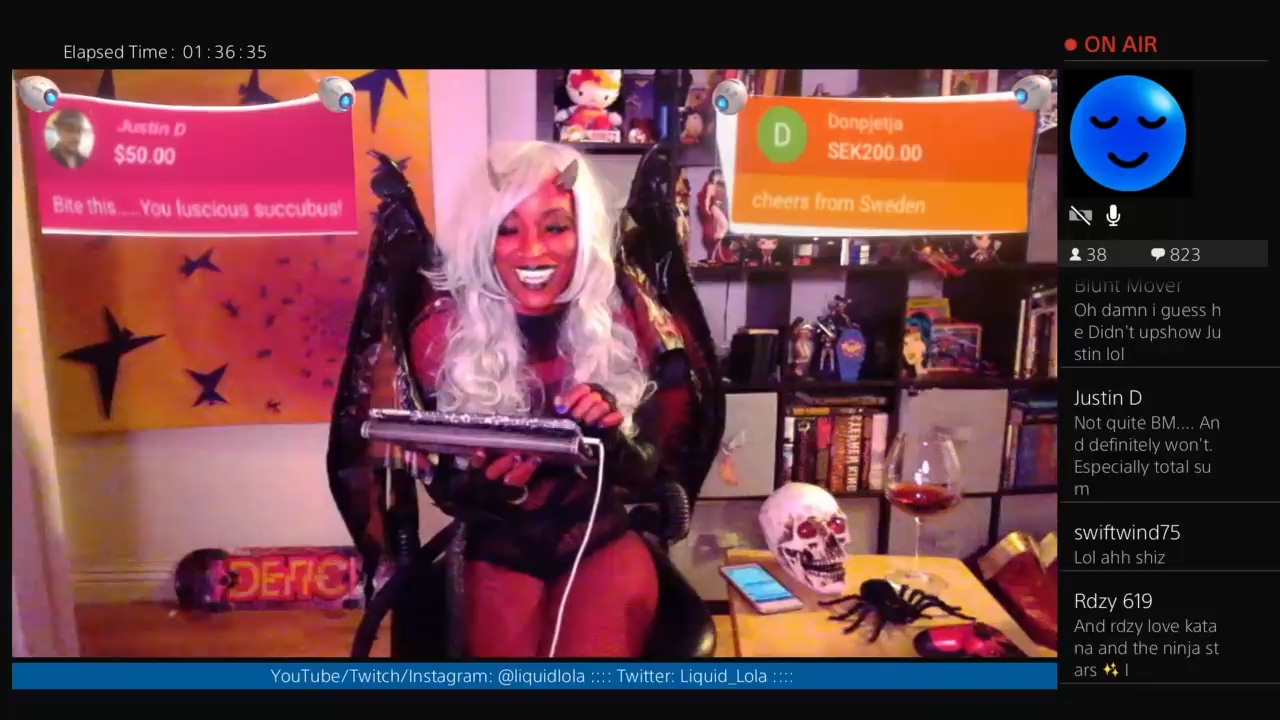 Elapsed Time: 01:36:35
ON AIR
Justin D
$50.00
Bite this.....You luscious succubus!
D
Donpjetja
SEK200.00
cheers from Sweden
38
823
Blunt Mover
Oh damn i guess h
e Didn't upshow Ju
stin lol
Justin D
Not quite BM.... An
d definitely won't.
Especially total su
m
swiftwind75
Lol ahh shiz
Rdzy 619
And rdzy love kata
na and the ninja st
ars ✨ I
STEPHEN KING
YouTube/Twitch/Instagram: @liquidlola :::: Twitter: Liquid_Lola ::::